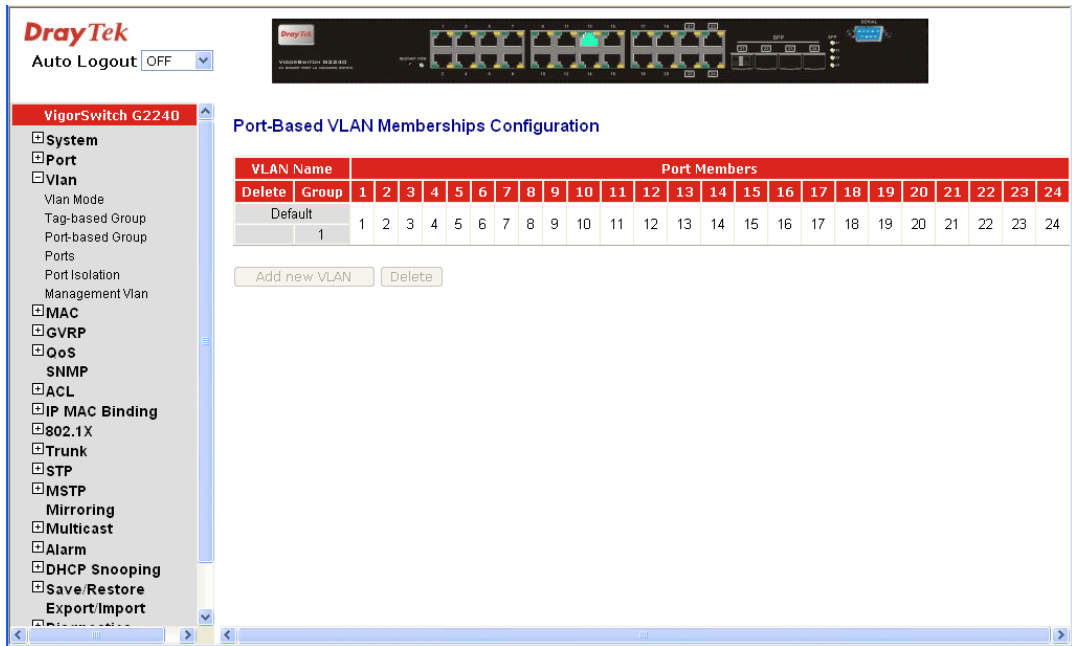 DrayTek
Auto Logout OFF
DrayTek
VIGORSWITCH G2240
SFP
SERIAL
VigorSwitch G2240
System
Port
Vlan
Vlan Mode
Tag-based Group
Port-based Group
Ports
Port Isolation
Management Vlan
MAC
GVRP
QoS
SNMP
ACL
IP MAC Binding
802.1X
Trunk
STP
MSTP
Mirroring
Multicast
Alarm
DHCP Snooping
Save/Restore
Export/Import
Port-Based VLAN Memberships Configuration
VLAN Name Port Members
Delete Group 1 2 3 4 5 6 7 8 9 10 11 12 13 14 15 16 17 18 19 20 21 22 23 24
Default
1 1 2 3 4 5 6 7 8 9 10 11 12 13 14 15 16 17 18 19 20 21 22 23 24
Add new VLAN Delete